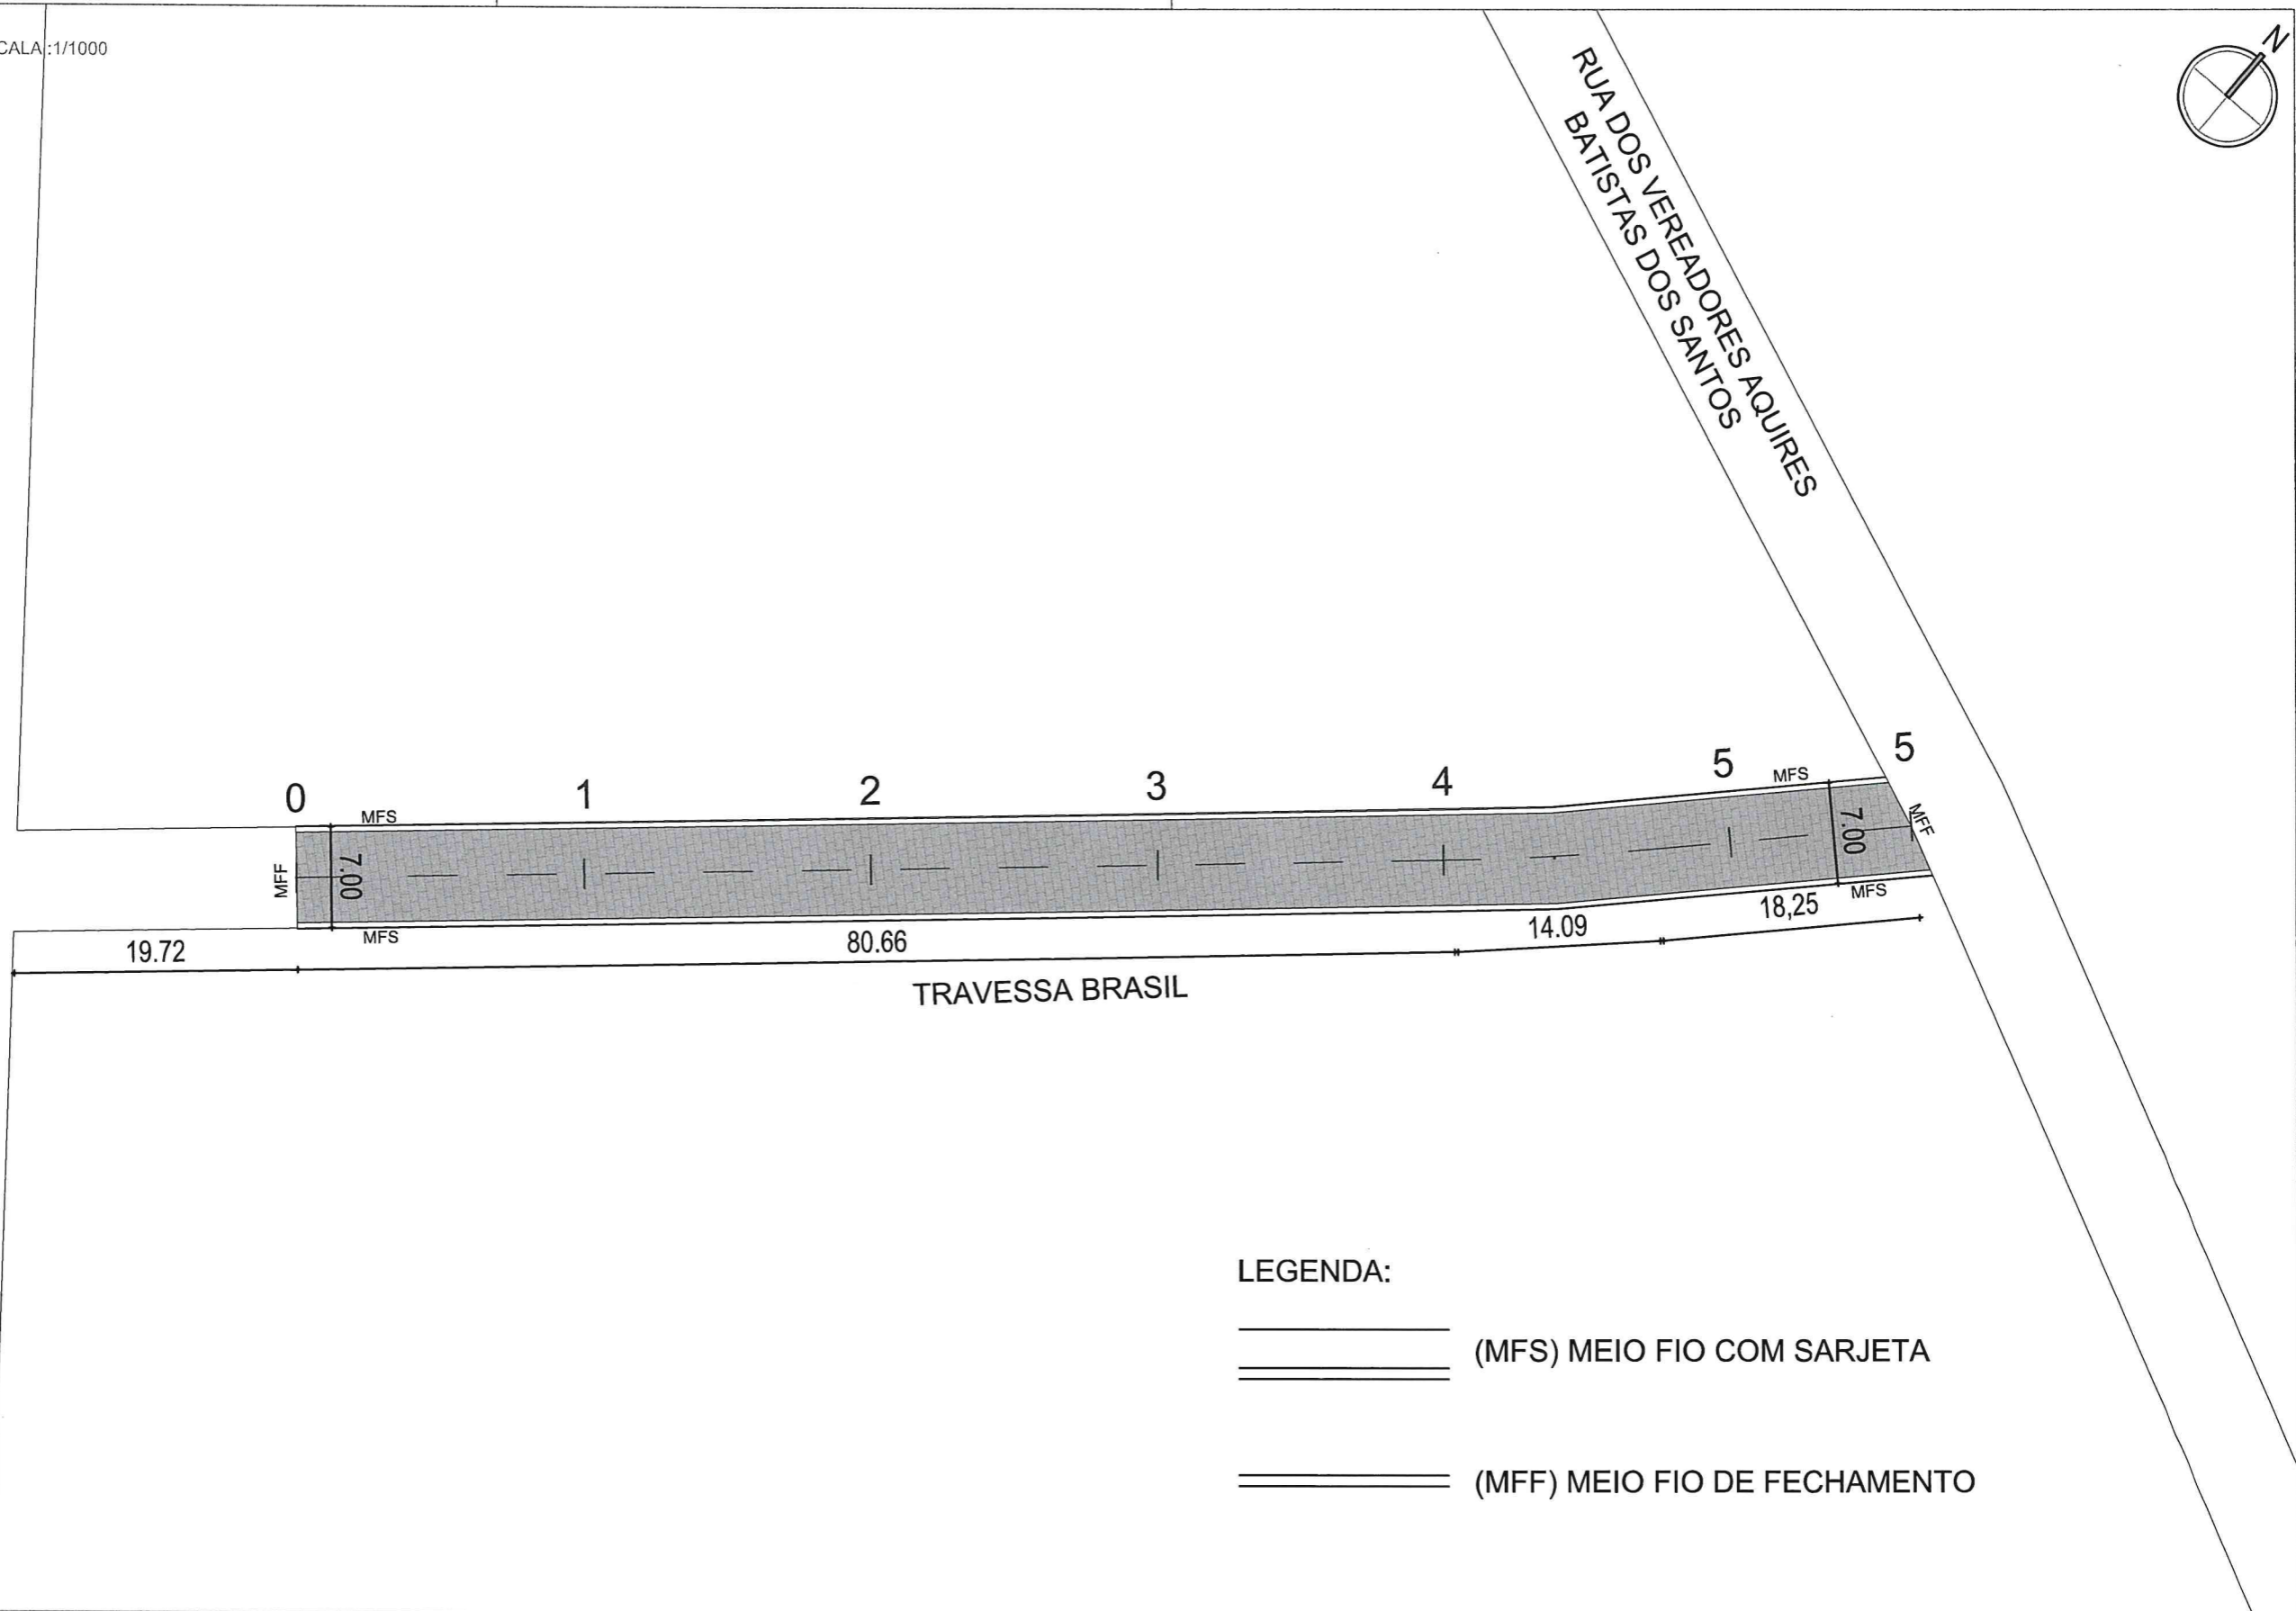 CALA :1/1000
N
RUA DOS VEREADORES AQUIRES
BATISTAS DOS SANTOS
0
1
2
3
4
5
5
MFS
MFS
MFF
7.00
7.00
MFF
MFS
MFS
19.72
80.66
14.09
18,25
TRAVESSA BRASIL
LEGENDA:
(MFS) MEIO FIO COM SARJETA
(MFF) MEIO FIO DE FECHAMENTO